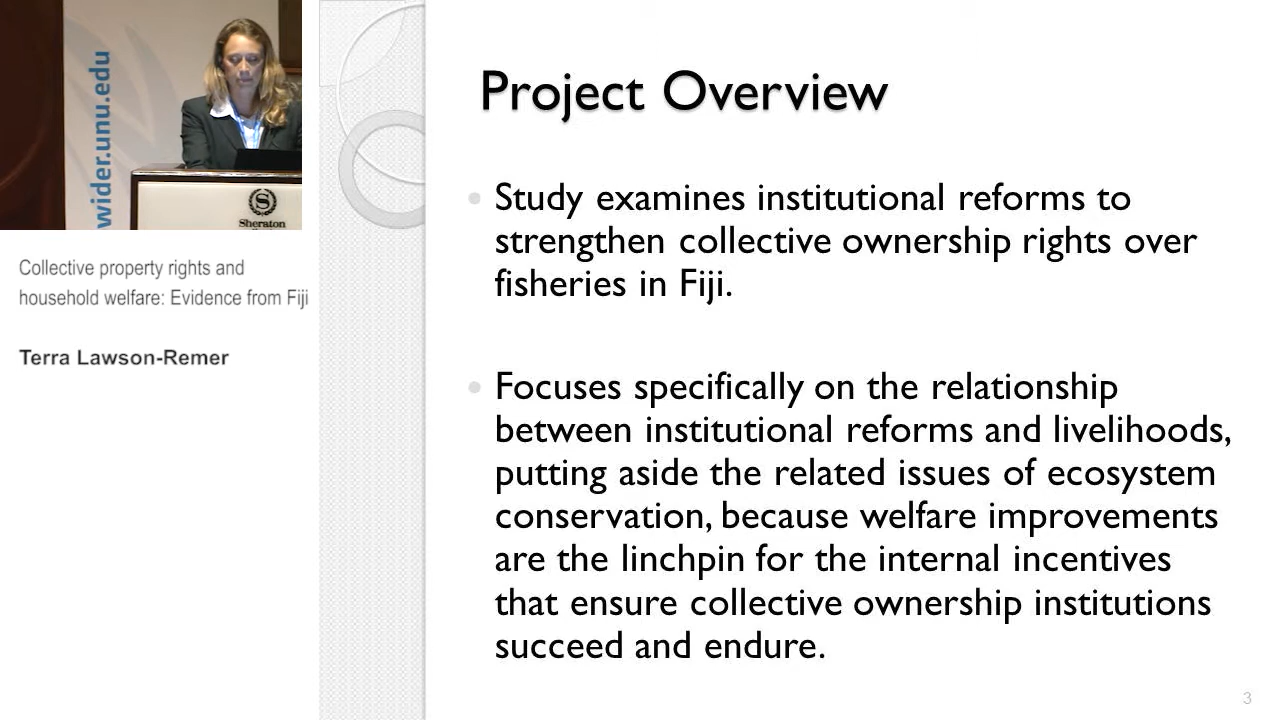 wider.unu.edu
S
Sheraton
Collective property rights and
household welfare: Evidence from Fiji
Terra Lawson-Remer
Project Overview
Study examines institutional reforms to
strengthen collective ownership rights over
fisheries in Fiji.
Focuses specifically on the relationship
between institutional reforms and livelihoods,
putting aside the related issues of ecosystem
conservation, because welfare improvements
are the linchpin for the internal incentives
that ensure collective ownership institutions
succeed and endure.
3